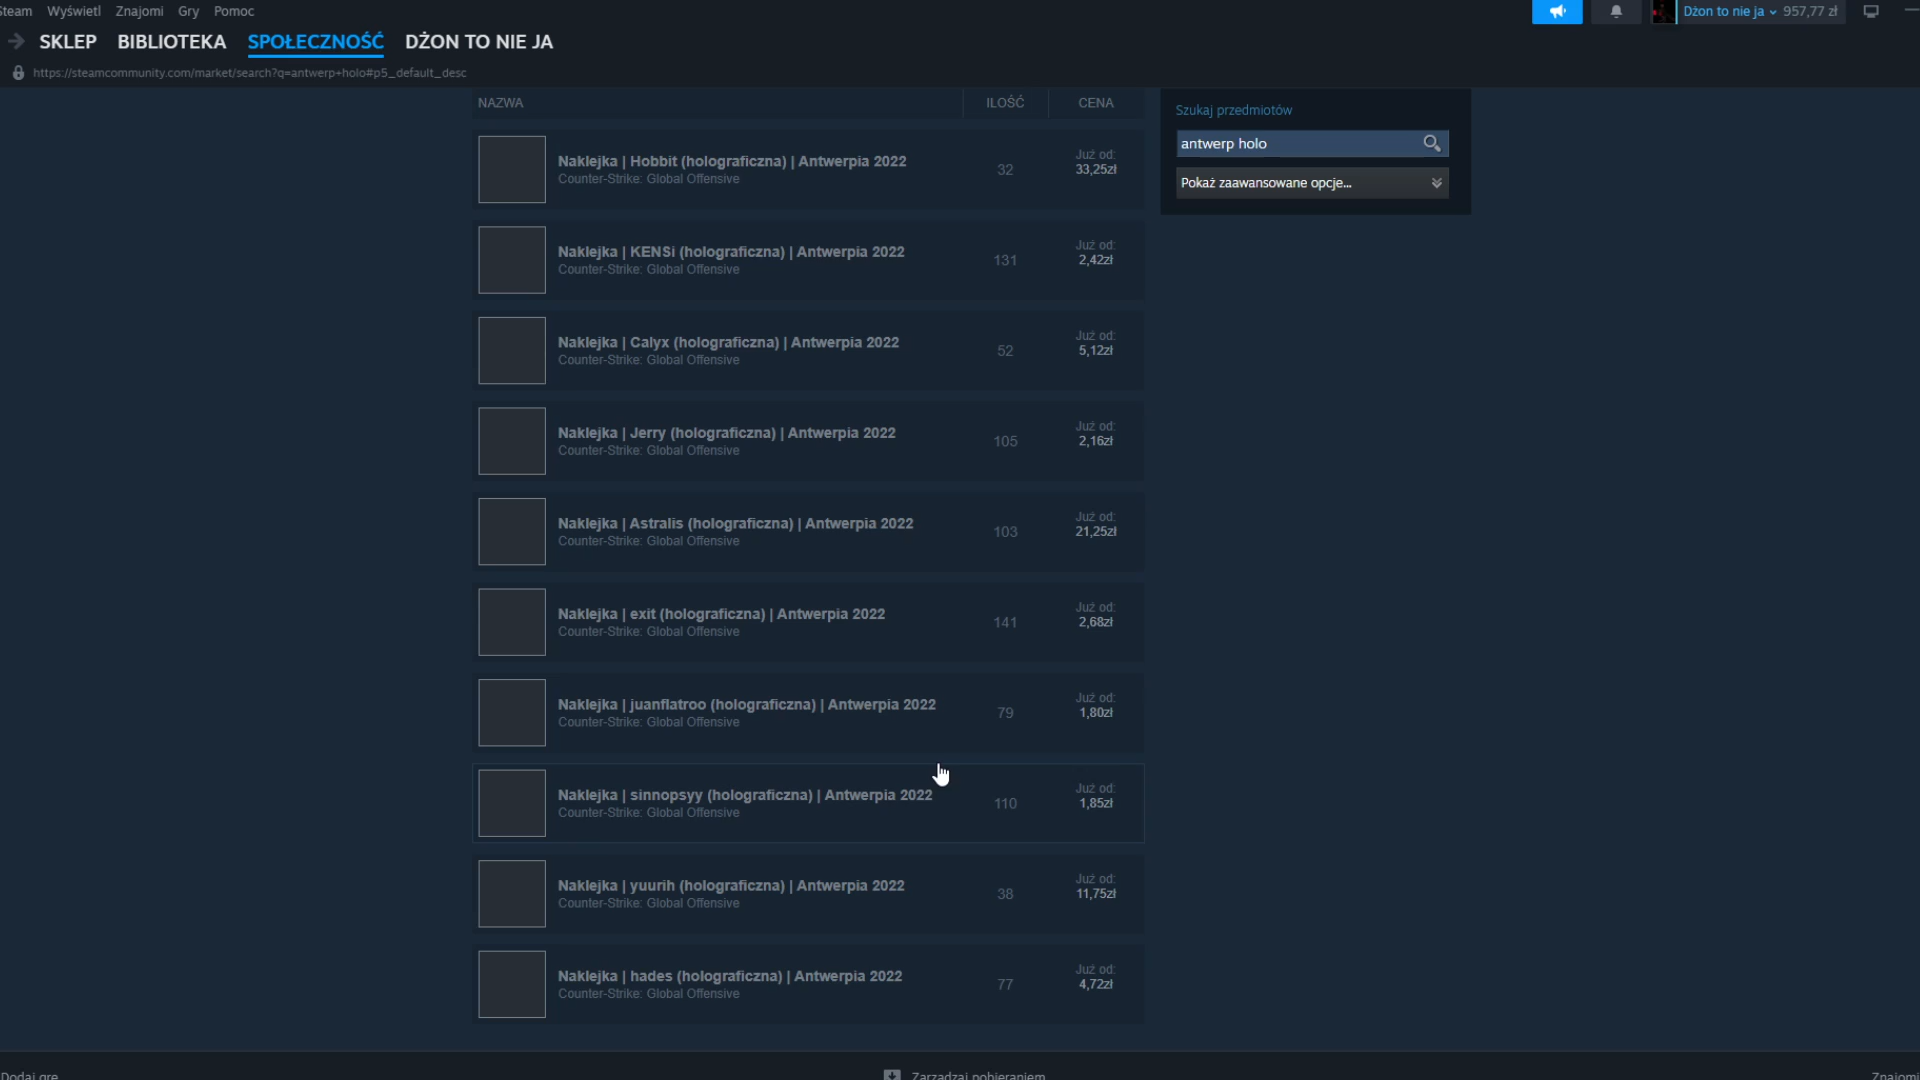 Steam Wyświetl Znajomi Gry Pomoc
Dżon to nie ja 957,77 zł
SKLEP BIBLIOTEKA SPOŁECZNOŚĆ DŻON TO NIE JA
https://steamcommunity.com/market/search?q=antwerp+holo#p5_default_desc
NAZWA ILOŚĆ CENA
Szukaj przedmiotów
antwerp holo
Pokaż zaawansowane opcje...
Naklejka | Hobbit (holograficzna) | Antwerpia 2022
Counter-Strike: Global Offensive
32
Już od:
33,25zł
Naklejka | KENSi (holograficzna) | Antwerpia 2022
Counter-Strike: Global Offensive
131
Już od:
2,42zł
Naklejka | Calyx (holograficzna) | Antwerpia 2022
Counter-Strike: Global Offensive
52
Już od:
5,12zł
Naklejka | Jerry (holograficzna) | Antwerpia 2022
Counter-Strike: Global Offensive
105
Już od:
2,16zł
Naklejka | Astralis (holograficzna) | Antwerpia 2022
Counter-Strike: Global Offensive
103
Już od:
21,25zł
Naklejka | exit (holograficzna) | Antwerpia 2022
Counter-Strike: Global Offensive
141
Już od:
2,68zł
Naklejka | juanflatroo (holograficzna) | Antwerpia 2022
Counter-Strike: Global Offensive
79
Już od:
1,80zł
Naklejka | sinnopsyy (holograficzna) | Antwerpia 2022
Counter-Strike: Global Offensive
110
Już od:
1,85zł
Naklejka | yuurih (holograficzna) | Antwerpia 2022
Counter-Strike: Global Offensive
38
Już od:
11,75zł
Naklejka | hades (holograficzna) | Antwerpia 2022
Counter-Strike: Global Offensive
77
Już od:
4,72zł
Dodaj grę Zarządzaj pobieraniem Znajomi